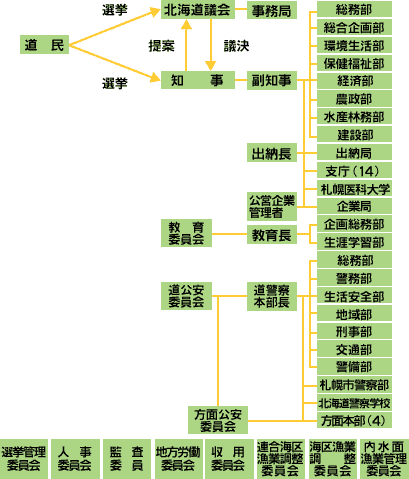 選挙
北海道議会
事務局
道 民
提案
議決
選挙
知 事
副知事
総務部
総合企画部
環境生活部
保健福祉部
経済部
農政部
水産林務部
建設部
出納長
出納局
支庁(14)
札幌医科大学
公営企業
管理者
企業局
教 育
委員会
教育長
企画総務部
生涯学習部
道公安
委員会
道警察
本部長
総務部
警務部
生活安全部
地域部
刑事部
交通部
警備部
札幌市警察部
北海道警察学校
方面公安
委員会
方面本部(4)
選挙管理
委員会
人 事
委員会
監 査
委 員
地方労働
委員会
収 用
委員会
連合海区
漁業調整
委員会
海区漁業
調 整
委員会
内水面
漁業管理
委員会